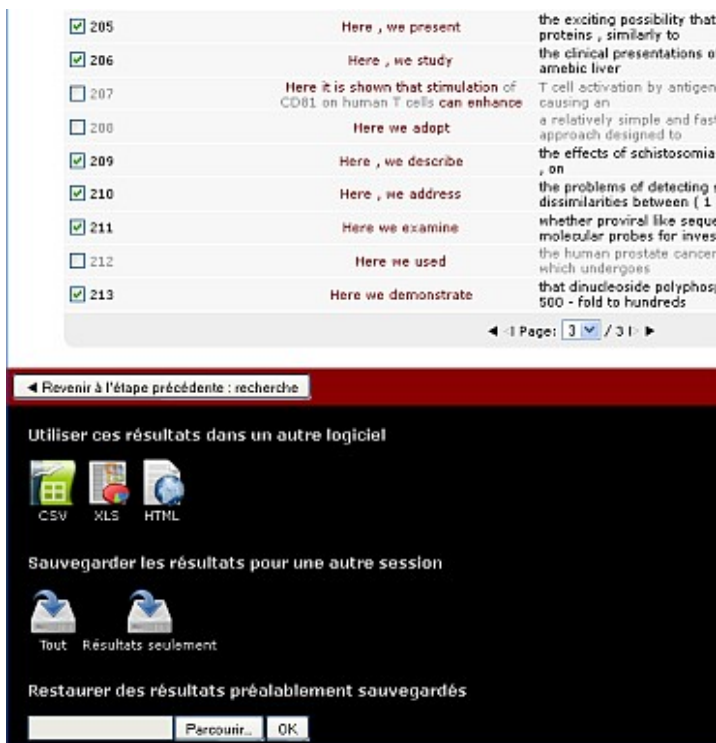 205 Here , we present the exciting possibility that
proteins , similarly to
206 Here , we study the clinical presentations o
amebic liver
207 Here it is shown that stimulation of T cell activation by antigen
CD81 on human T cells can enhance causing an
208 Here we adopt a relatively simple and fast
approach designed to
209 Here , we describe the effects of schistosomia
, on
210 Here , we address the problems of detecting s
dissimilarities between ( 1
211 Here we examine whether proviral like seque
molecular probes for inves
212 Here we used the human prostate cancer
which undergoes
213 Here we demonstrate that dinucleoside polyphosp
500 - fold to hundreds
Page: 3 / 3
Revenir à l'étape précédente : recherche
Utiliser ces résultats dans un autre logiciel
CSV XLS HTML
Sauvegarder les résultats pour une autre session
Tout Résultats seulement
Restaurer des résultats préalablement sauvegardés
Parcourir... OK